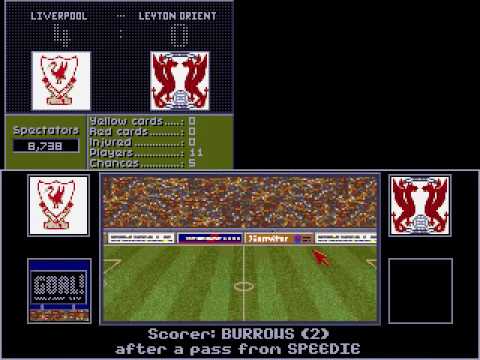 LIVERPOOL --- LEYTON ORIENT
4 : 0
Spectators
8,738
Yellow cards.....: 0
Red cards........: 0
Injured..........: 0
Players..........: 11
Chances..........: 5
GOAL!
Scorer: BURROWS (2)
after a pass from SPEEDIE